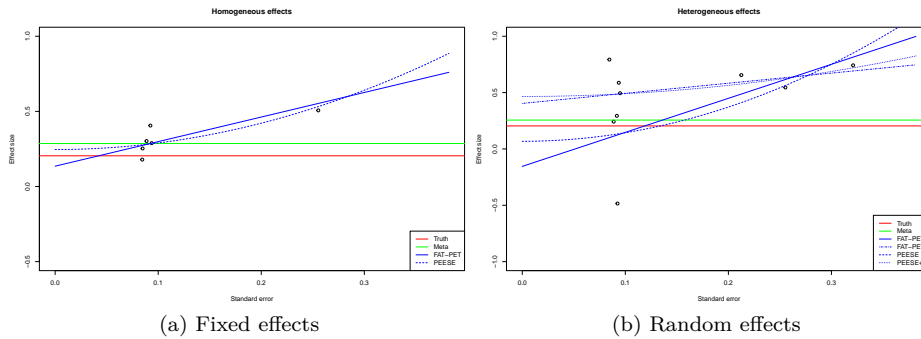 Homogeneous effects
Effect size
1.0
0.5
0.0
−0.5
0.0
0.1
0.2
0.3
Standard error
Truth
Meta
FAT−PET
PEESE
(a) Fixed effects
Heterogeneous effects
Effect size
1.0
0.5
0.0
−0.5
−1.0
0.0
0.1
0.2
0.3
Standard error
Truth
Meta
FAT−PE
FAT−PE
PEESE
PEESE+
(b) Random effects